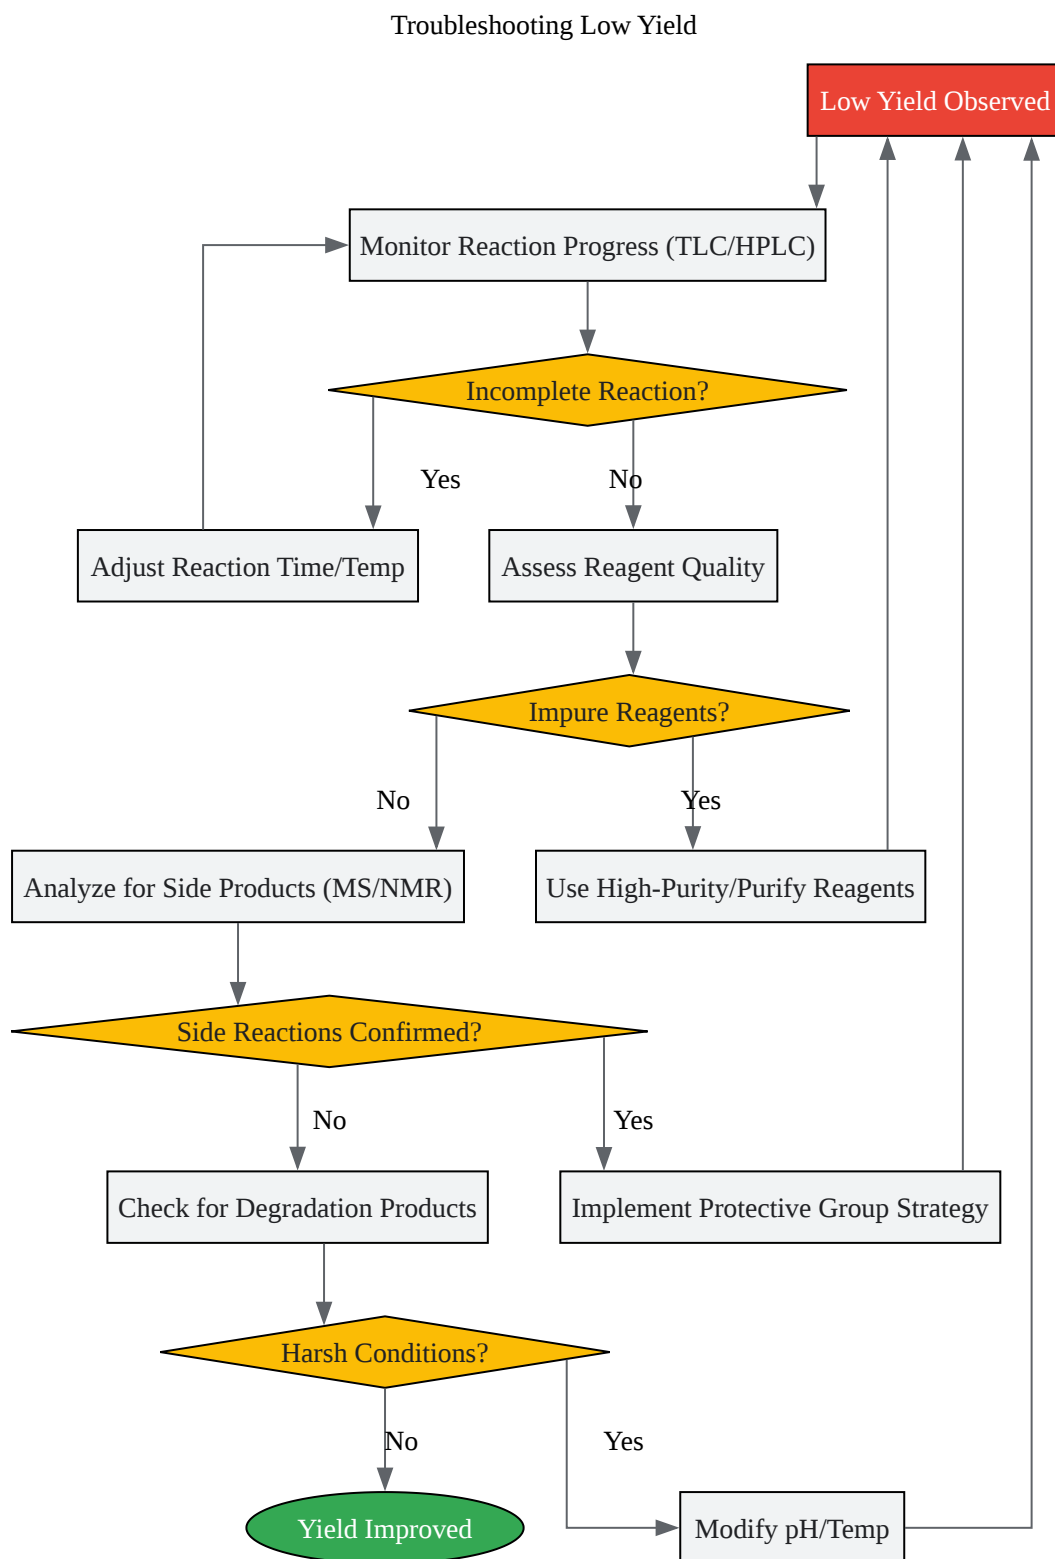 Troubleshooting Low Yield
Low Yield Observed
Monitor Reaction Progress (TLC/HPLC)
Incomplete Reaction?
Yes
No
Adjust Reaction Time/Temp
Assess Reagent Quality
Impure Reagents?
No
Yes
Analyze for Side Products (MS/NMR)
Use High-Purity/Purify Reagents
Side Reactions Confirmed?
No
Yes
Check for Degradation Products
Implement Protective Group Strategy
Harsh Conditions?
No
Yes
Yield Improved
Modify pH/Temp